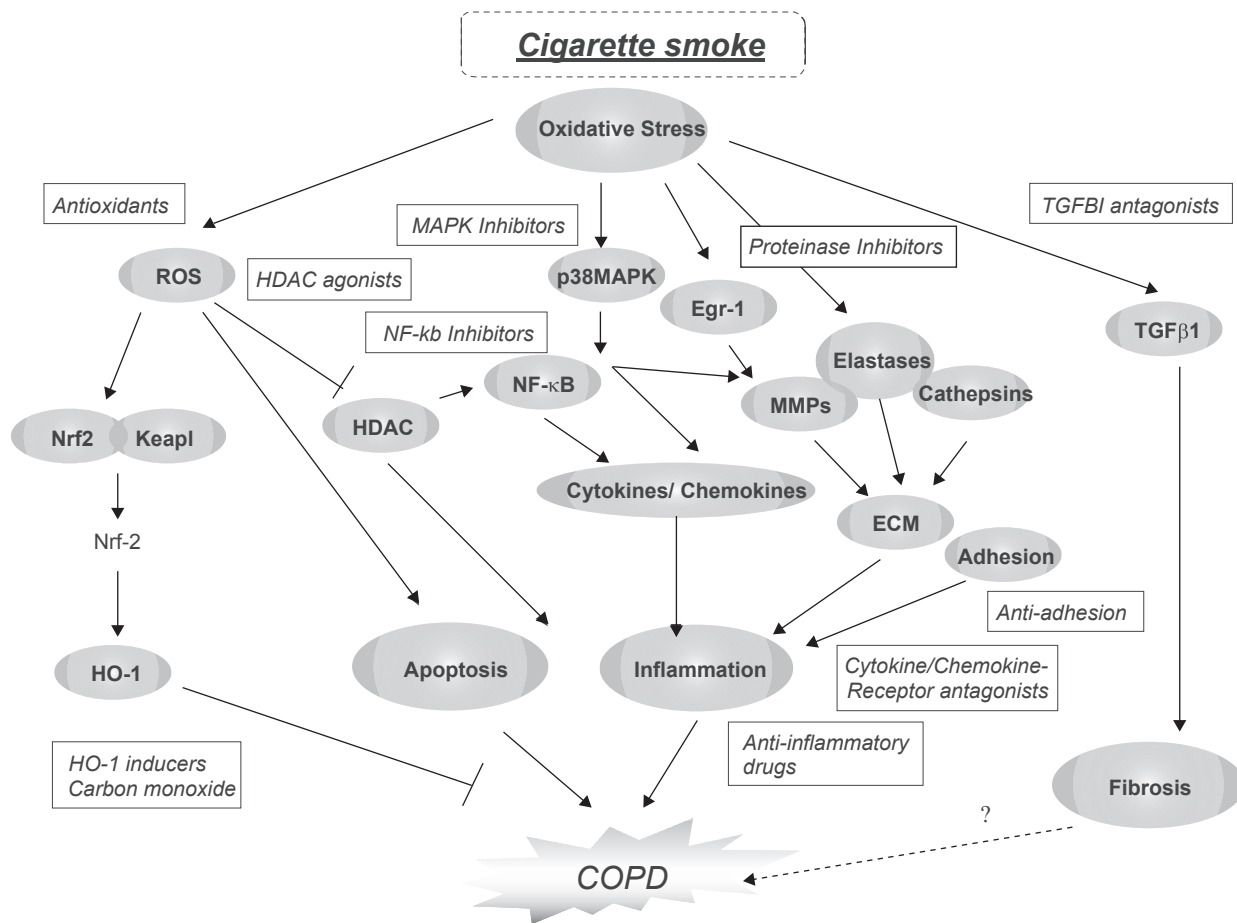 Cigarette smoke
Oxidative Stress
Antioxidants
TGFBI antagonists
MAPK Inhibitors
Proteinase Inhibitors
ROS
HDAC agonists
p38MAPK
Egr-1
TGFβ1
NF-kb Inhibitors
Elastases
NF-κB
Cathepsins
MMPs
HDAC
Nrf2
Keapl
Cytokines/ Chemokines
ECM
Nrf-2
Adhesion
Anti-adhesion
HO-1
Apoptosis
Inflammation
Cytokine/Chemokine-
Receptor antagonists
HO-1 inducers
Carbon monoxide
Anti-inflammatory
drugs
Fibrosis
?
COPD